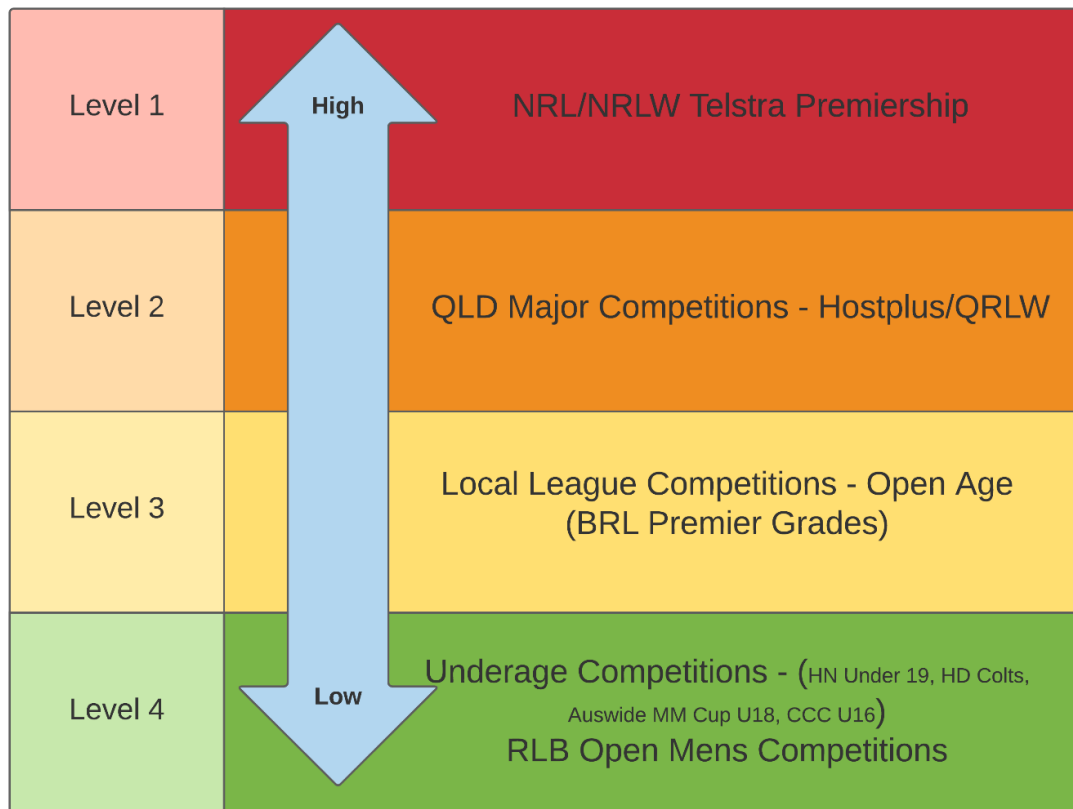 Level 1
High
NRL/NRLW Telstra Premiership
Level 2
QLD Major Competitions - Hostplus/QRLW
Level 3
Local League Competitions - Open Age
(BRL Premier Grades)
Level 4
Low
Underage Competitions - (HN Under 19, HD Colts,
Auswide MM Cup U18, CCC U16)
RLB Open Mens Competitions